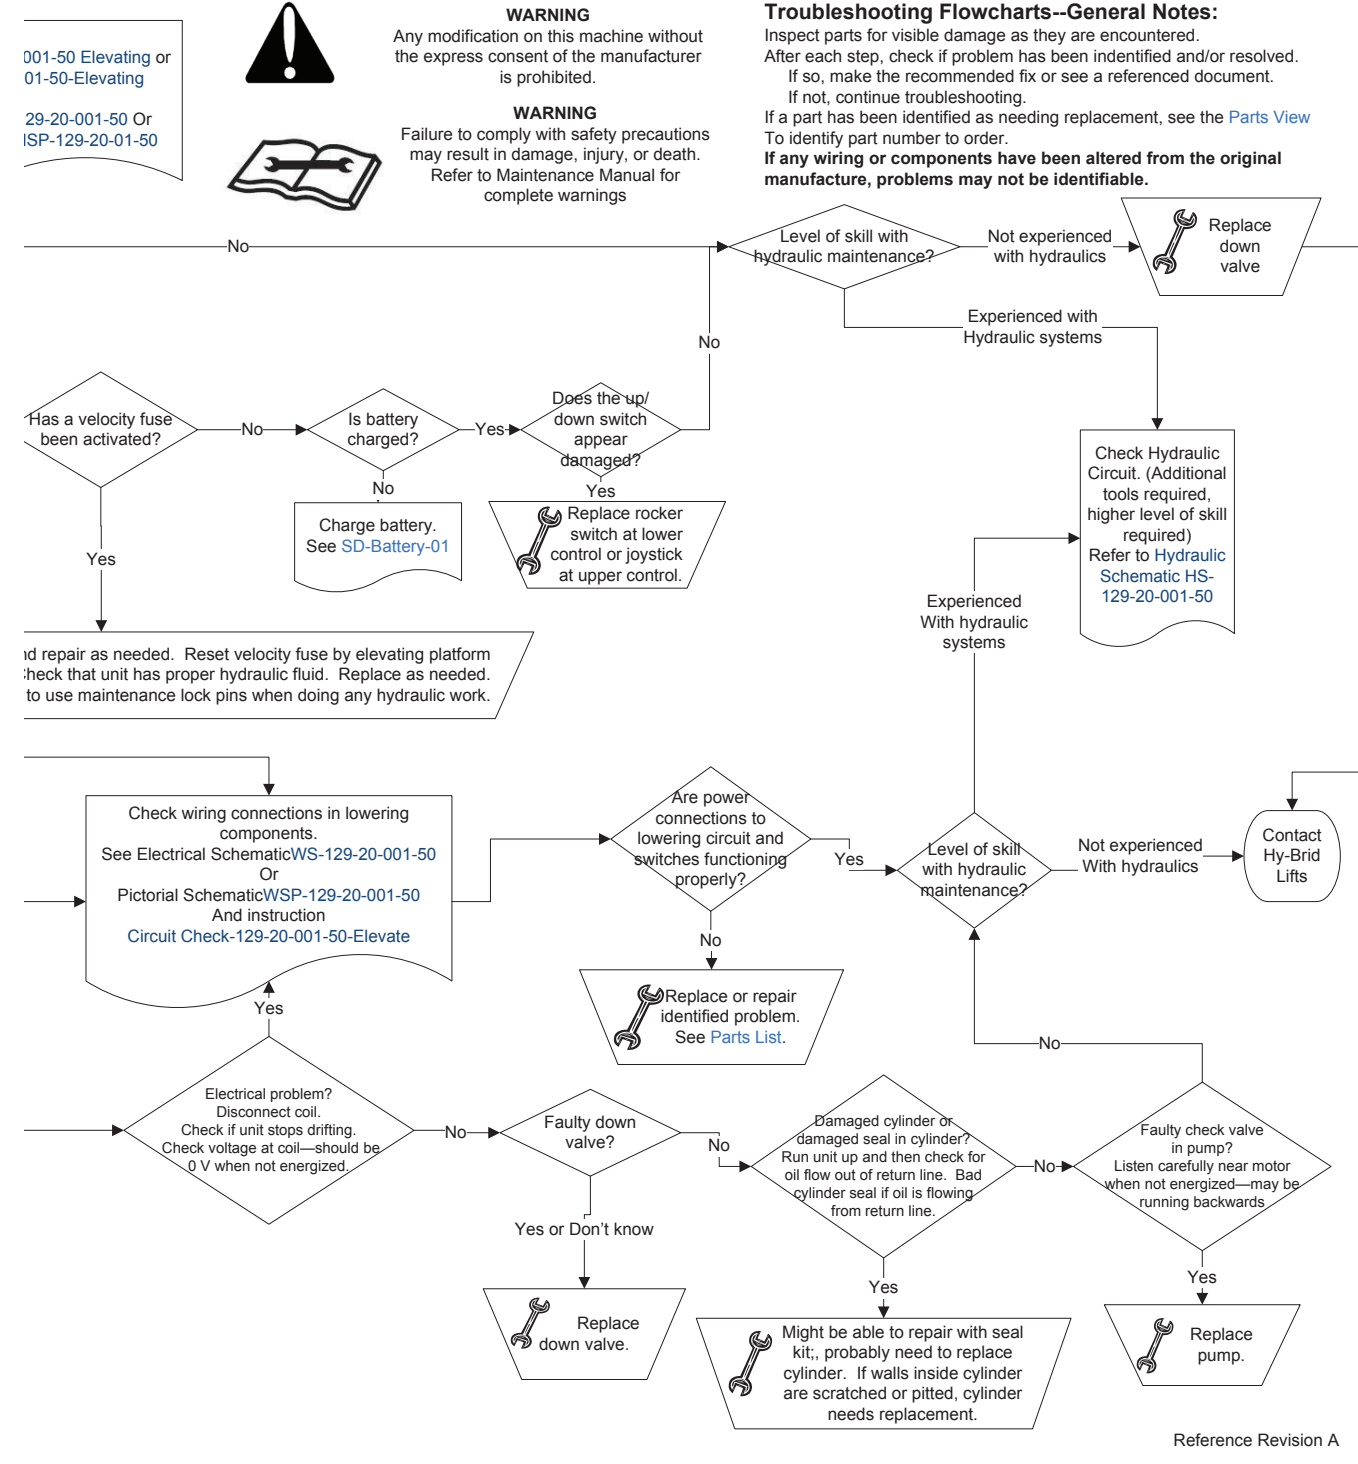 001-50 Elevating or
01-50-Elevating
29-20-001-50 Or
SP-129-20-01-50
WARNING
Any modification on this machine without
the express consent of the manufacturer
is prohibited.
WARNING
Failure to comply with safety precautions
may result in damage, injury, or death.
Refer to Maintenance Manual for
complete warnings
Troubleshooting Flowcharts--General Notes:
Inspect parts for visible damage as they are encountered.
After each step, check if problem has been indentified and/or resolved.
If so, make the recommended fix or see a referenced document.
If not, continue troubleshooting.
If a part has been identified as needing replacement, see the Parts View
To identify part number to order.
If any wiring or components have been altered from the original
manufacture, problems may not be identifiable.
No
Level of skill with
hydraulic maintenance?
Not experienced
with hydraulics
Replace
down
valve
Experienced with
Hydraulic systems
No
Has a velocity fuse
been activated?
No
Is battery
charged?
Yes
Does the up/
down switch
appear
damaged?
No
Yes
Charge battery.
See SD-Battery-01
Replace rocker
switch at lower
control or joystick
at upper control.
Check Hydraulic
Circuit. (Additional
tools required,
higher level of skill
required)
Refer to Hydraulic
Schematic HS-
129-20-001-50
Yes
Experienced
With hydraulic
systems
nd repair as needed. Reset velocity fuse by elevating platform
Check that unit has proper hydraulic fluid. Replace as needed.
to use maintenance lock pins when doing any hydraulic work.
Check wiring connections in lowering
components.
See Electrical SchematicWS-129-20-001-50
Or
Pictorial SchematicWSP-129-20-001-50
And instruction
Circuit Check-129-20-001-50-Elevate
Are power
connections to
lowering circuit and
switches functioning
properly?
Yes
Level of skill
with hydraulic
maintenance?
Not experienced
With hydraulics
Contact
Hy-Brid
Lifts
No
Replace or repair
identified problem.
See Parts List.
Yes
No
Electrical problem?
Disconnect coil.
Check if unit stops drifting.
Check voltage at coil—should be
0 V when not energized.
No
Faulty down
valve?
No
Damaged cylinder or
damaged seal in cylinder?
Run unit up and then check for
oil flow out of return line. Bad
cylinder seal if oil is flowing
from return line.
No
Faulty check valve
in pump?
Listen carefully near motor
when not energized—may be
running backwards
Yes or Don't know
Yes
Yes
Replace
down valve.
Might be able to repair with seal
kit;, probably need to replace
cylinder. If walls inside cylinder
are scratched or pitted, cylinder
needs replacement.
Replace
pump.
Reference Revision A